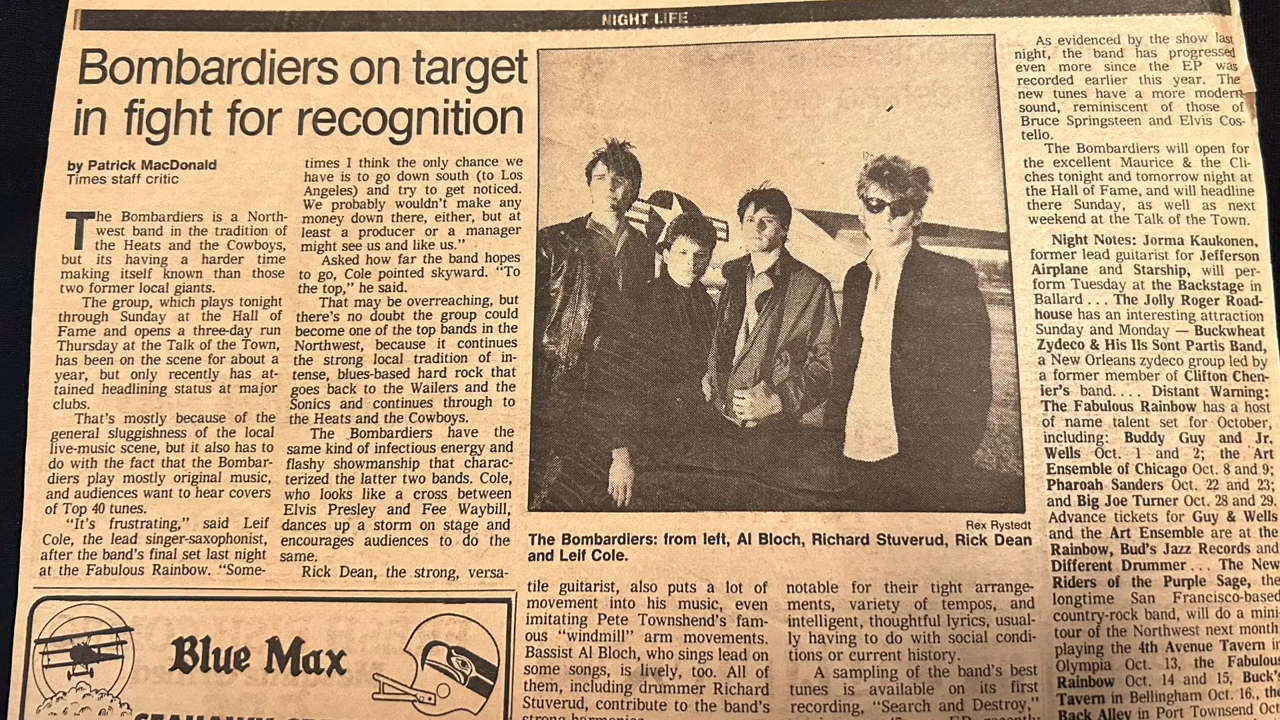 NIGHT LIFE
Bombardiers on target
in fight for recognition
by Patrick MacDonald
Times staff critic
The Bombardiers is a North-
west band in the tradition of
the Heats and the Cowboys,
but its having a harder time
making itself known than those
two former local giants.
The group, which plays tonight
through Sunday at the Hall of
Fame and opens a three-day run
Thursday at the Talk of the Town,
has been on the scene for about a
year, but only recently has at-
tained headlining status at major
clubs.
That's mostly because of the
general sluggishness of the local
live-music scene, but it also has to
do with the fact that the Bombar-
diers play mostly original music,
and audiences want to hear covers
of Top 40 tunes.
"It's frustrating," said Leif
Cole, the lead singer-saxophonist,
after the band's final set last night
at the Fabulous Rainbow. "Some-
times I think the only chance we
have is to go down south (to Los
Angeles) and try to get noticed.
We probably wouldn't make any
money down there, either, but at
least a producer or a manager
might see us and like us."
Asked how far the band hopes
to go, Cole pointed skyward. "To
the top," he said.
That may be overreaching, but
there's no doubt the group could
become one of the top bands in the
Northwest, because it continues
the strong local tradition of in-
tense, blues-based hard rock that
goes back to the Wailers and the
Sonics and continues through to
the Heats and the Cowboys.
The Bombardiers have the
same kind of infectious energy and
flashy showmanship that charac-
terized the latter two bands. Cole,
who looks like a cross between
Elvis Presley and Fee Waybill,
dances up a storm on stage and
encourages audiences to do the
same.
Rick Dean, the strong, versa-
Rex Rystedt
The Bombardiers: from left, Al Bloch, Richard Stuverud, Rick Dean
and Leif Cole.
tile guitarist, also puts a lot of
movement into his music, even
imitating Pete Townshend's fam-
ous "windmill" arm movements.
Bassist Al Bloch, who sings lead on
some songs, is lively, too. All of
them, including drummer Richard
Stuverud, contribute to the band's
strong harmonies.
notable for their tight arrange-
ments, variety of tempos, and
intelligent, thoughtful lyrics, usual-
ly having to do with social condi-
tions or current history.
A sampling of the band's best
tunes is available on its first
recording, "Search and Destroy,"
EP recently
As evidenced by the show last
night, the band has progressed
even more since the EP was
recorded earlier this year. The
new tunes have a more modern
sound, reminiscent of those of
Bruce Springsteen and Elvis Cos-
tello.
The Bombardiers will open for
the excellent Maurice & the Cli-
ches tonight and tomorrow night at
the Hall of Fame, and will headline
there Sunday, as well as next
weekend at the Talk of the Town.
Night Notes: Jorma Kaukonen,
former lead guitarist for Jefferson
Airplane and Starship, will per-
form Tuesday at the Backstage in
Ballard . . . The Jolly Roger Road-
house has an interesting attraction
Sunday and Monday — Buckwheat
Zydeco & His Ils Sont Partis Band,
a New Orleans zydeco group led by
a former member of Clifton Chen-
ier's band. . . . Distant Warning:
The Fabulous Rainbow has a host
of name talent set for October,
including: Buddy Guy and Jr.
Wells Oct. 1 and 2; the Art
Ensemble of Chicago Oct. 8 and 9;
Pharoah Sanders Oct. 22 and 23;
and Big Joe Turner Oct. 28 and 29.
Advance tickets for Guy & Wells
and the Art Ensemble are at the
Rainbow, Bud's Jazz Records and
Different Drummer . . . The New
Riders of the Purple Sage, the
longtime San Francisco-based
country-rock band, will do a mini
tour of the Northwest next month
playing the 4th Avenue Tavern in
Olympia Oct. 13, the Fabulous
Rainbow Oct. 14 and 15, Buck's
Tavern in Bellingham Oct. 16, the
Back Alley in Port Townsend Oct
Blue Max